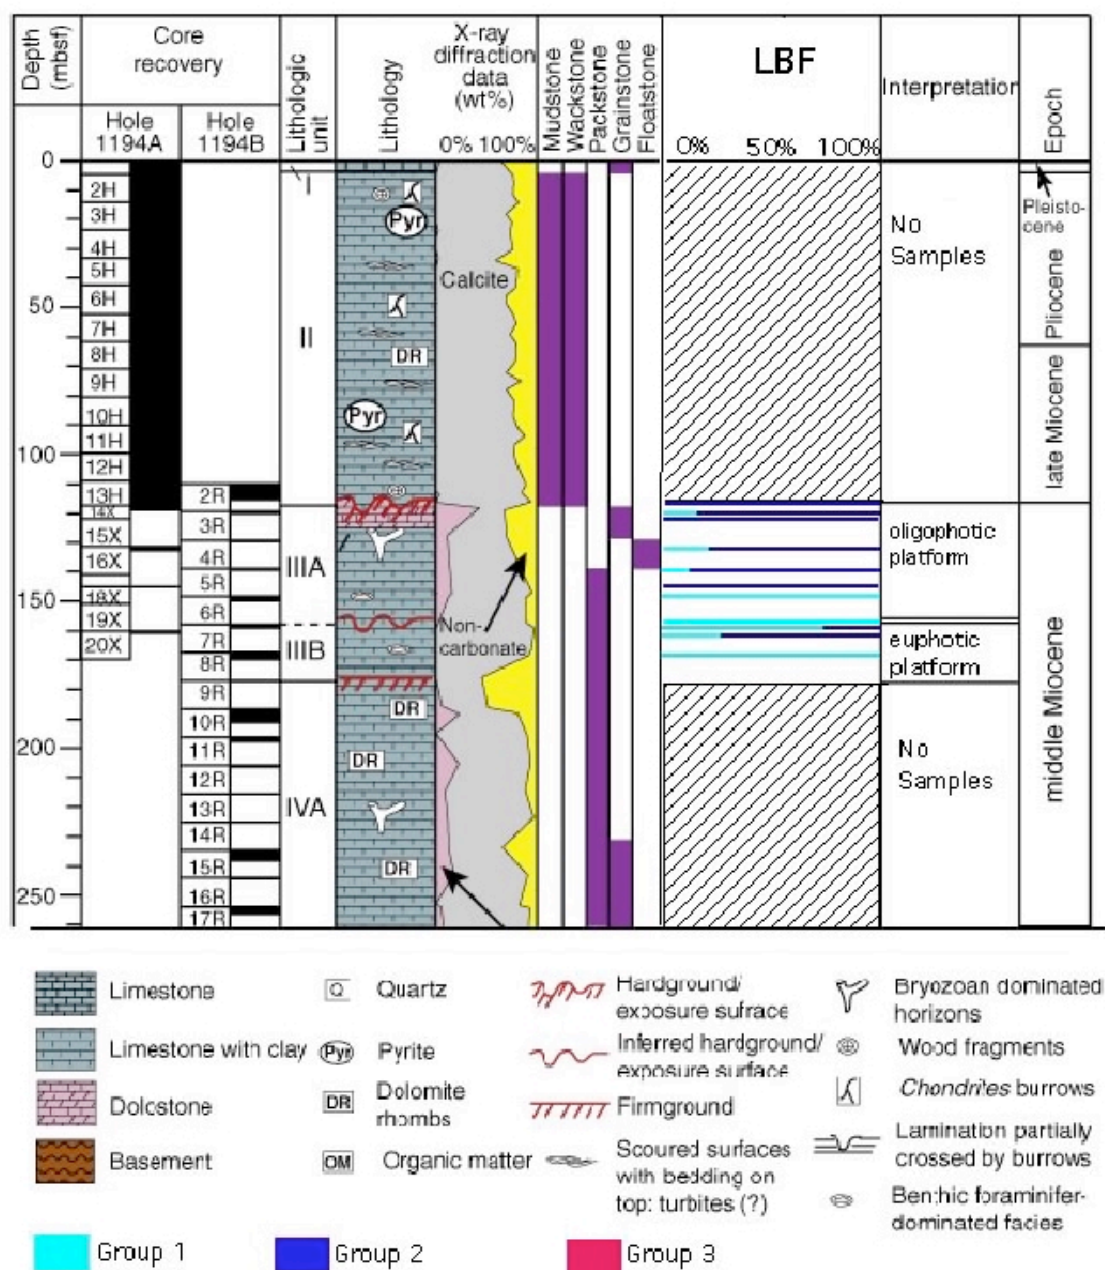 Depth (mbsf)
Core recovery
Hole 1194A
Hole 1194B
Lithologic unit
Lithology
X-ray diffraction data (wt%)
0% 100%
Mudstone
Wackstone
Packstone
Grainstone
Floatstone
LBF
0% 50% 100%
Interpretation
Epoch
0
50
100
150
200
250
2H
3H
4H
5H
6H
7H
8H
9H
10H
11H
12H
13H
14X
15X
16X
18X
19X
20X
2R
3R
4R
5R
6R
7R
8R
9R
10R
11R
12R
13R
14R
15R
16R
17R
I
II
IIIA
IIIB
IVA
Pyr
DR
Pyr
DR
DR
DR
Calcite
Non-
carbonate
No
Samples
oligophotic
platform
euphotic
platform
No
Samples
Pleisto-
cene
Pliocene
late Miocene
middle Miocene
Limestone
Limestone with clay
Dolostone
Basement
Q Quartz
Pyr Pyrite
DR Dolomite
rhombs
OM Organic matter
Hardground/
exposure sufrace
Inferred hardground/
exposure surface
Firmground
Scoured surfaces
with bedding on
top: turbites (?)
Bryozoan dominated
horizons
Wood fragments
Chondrites burrows
Lamination partially
crossed by burrows
Benthic foraminifer-
dominated facies
Group 1
Group 2
Group 3